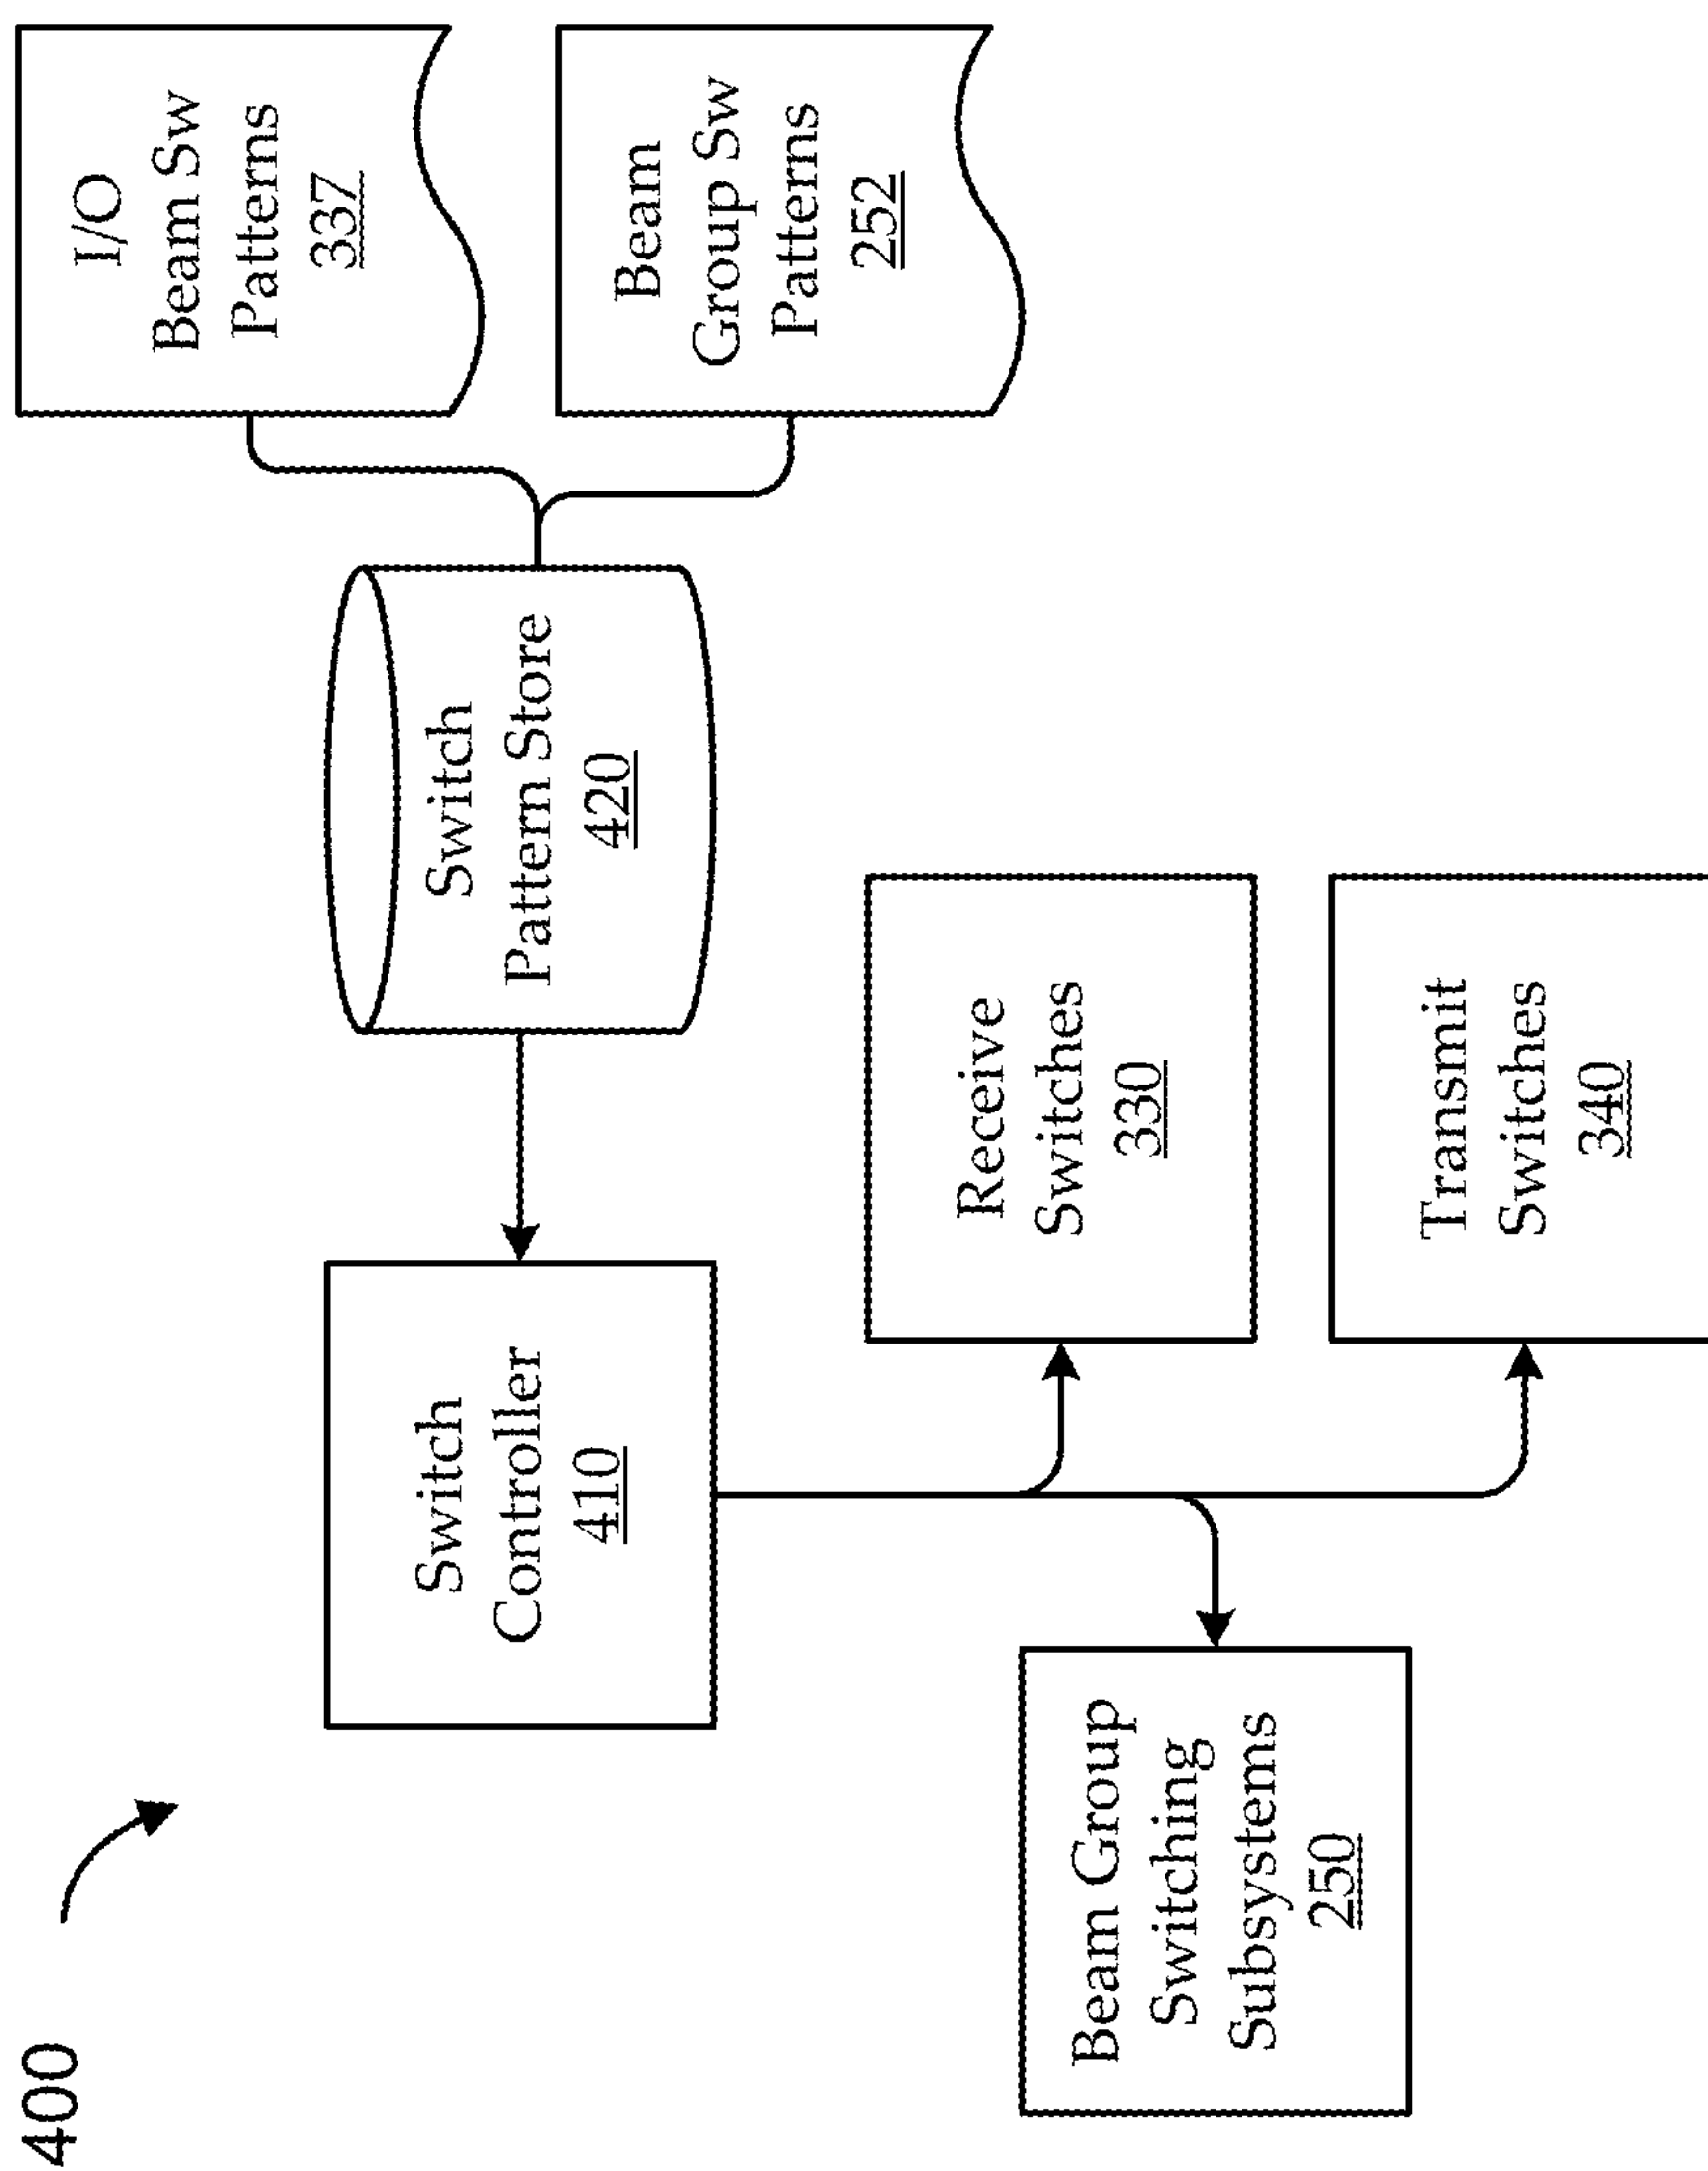 400
Switch
Controller
410
Switch
Pattern Store
420
I/O
Beam Sw
Patterns
337
Beam
Group Sw
Patterns
252
Receive
Switches
330
Beam Group
Switching
Subsystems
250
Transmit
Switches
340